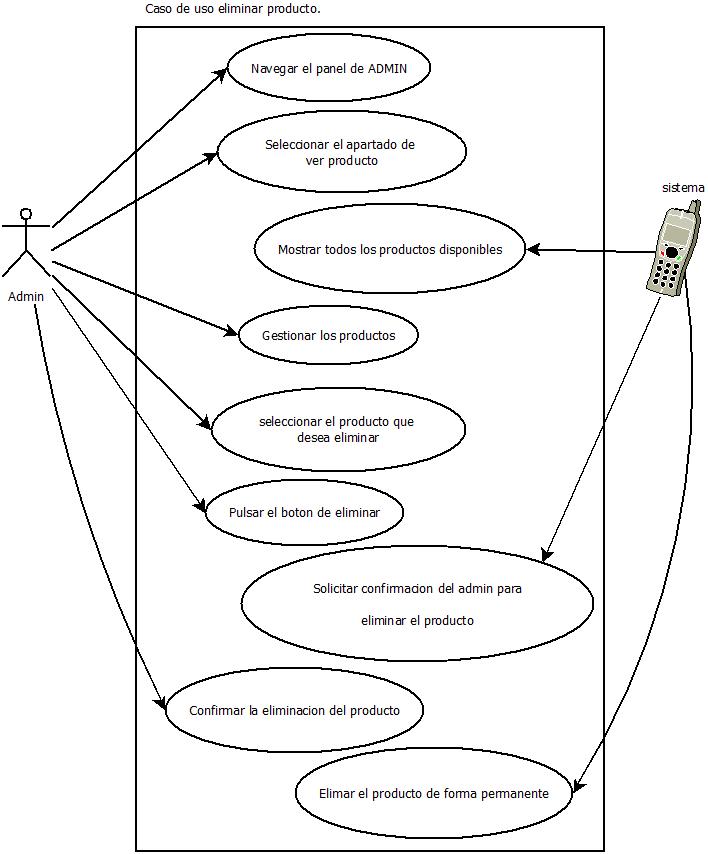 Caso de uso eliminar producto.
Navegar el panel de ADMIN
Seleccionar el apartado de
ver producto
sistema
Mostrar todos los productos disponibles
Admin
Gestionar los productos
seleccionar el producto que
desea eliminar
Pulsar el boton de eliminar
Solicitar confirmacion del admin para
eliminar el producto
Confirmar la eliminacion del producto
Elimar el producto de forma permanente